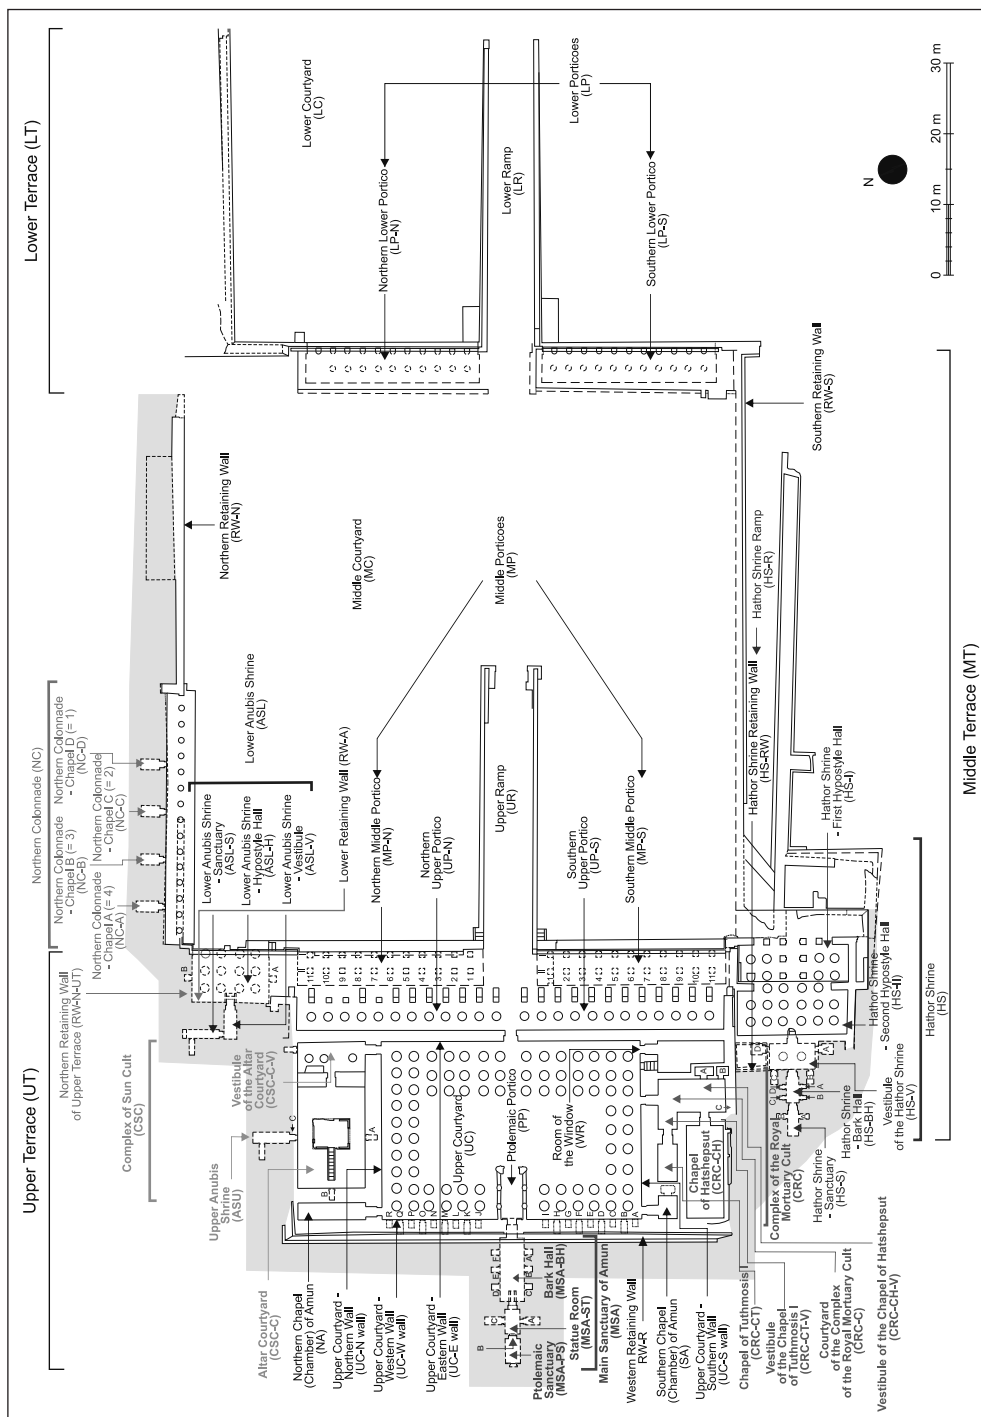 Lower Terrace (LT)
Upper Terrace (UT)
Middle Terrace (MT)
Lower Courtyard
(LC)
Lower Porticoes
(LP)
Northern Lower Portico
(LP-N)
Lower Ramp
(LR)
Southern Lower Portico
(LP-S)
N
0
10 m
20 m
30 m
Southern Retaining Wall
(RW-S)
Northern Retaining Wall
(RW-N)
Middle Courtyard
(MC)
Middle Porticoes
(MP)
Hathor Shrine Ramp
(HS-R)
Hathor Shrine Retaining Wall
(HS-RW)
Hathor Shrine
- First Hypostyle Hall
(HS-I)
Northern Colonnade (NC)
Northern Colonnade
- Chapel D (= 1)
(NC-D)
Northern Colonnade
- Chapel C (= 2)
(NC-C)
Northern Colonnade
- Chapel B (= 3)
(NC-B)
Northern Colonnade
- Chapel A (= 4)
(NC-A)
Lower Anubis Shrine
(ASL)
Lower Anubis Shrine
- Sanctuary
(ASL-S)
Lower Anubis Shrine
- Hypostyle Hall
(ASL-H)
Lower Anubis Shrine
- Vestibule
(ASL-V)
Lower Retaining Wall (RW-A)
Northern Middle Portico
(MP-N)
Northern
Upper Portico
(UP-N)
Upper Ramp
(UR)
Southern
Upper Portico
(UP-S)
Southern Middle Portico
(MP-S)
Northern Retaining Wall
of Upper Terrace (RW-N-UT)
Hathor Shrine
- Second Hypostyle Hall
(HS-II)
Hathor Shrine
(HS)
Vestibule
of the Hathor Shrine
(HS-V)
Hathor Shrine
- Bark Hall
(HS-BH)
Hathor Shrine
- Sanctuary
(HS-S)
Complex of Sun Cult
(CSC)
Vestibule
of the Altar
Courtyard
(CSC-C-V)
Upper Anubis
Shrine
(ASU)
Altar Courtyard
(CSC-C)
Upper Courtyard
(UC)
Ptolemaic Portico
(PP)
Room of
the Window
(WR)
Chapel
of Hatshepsut
(CRC-CH)
Complex of the Royal
Mortuary Cult
(CRC)
Northern Chapel
(Chamber) of Amun
(NA)
Upper Courtyard -
Northern Wall
(UC-N wall)
Upper Courtyard -
Western Wall
(UC-W wall)
Upper Courtyard -
Eastern Wall
(UC-E wall)
Ptolemaic
Sanctuary
(MSA-PS)
Statue Room
(MSA-ST)
Bark Hall
(MSA-BH)
Main Sanctuary of Amun
(MSA)
Western Retaining Wall
RW-R
Southern Chapel
(Chamber) of Amun
(SA)
Upper Courtyard -
Southern Wall
(UC-S wall)
Chapel of Tuthmosis I
(CRC-CT)
Vestibule
of the Chapel
of Tuthmosis I
(CRC-CT-V)
Courtyard
of the Complex
of the Royal Mortuary Cult
(CRC-C)
Vestibule of the Chapel of Hatshepsut
(CRC-CH-V)